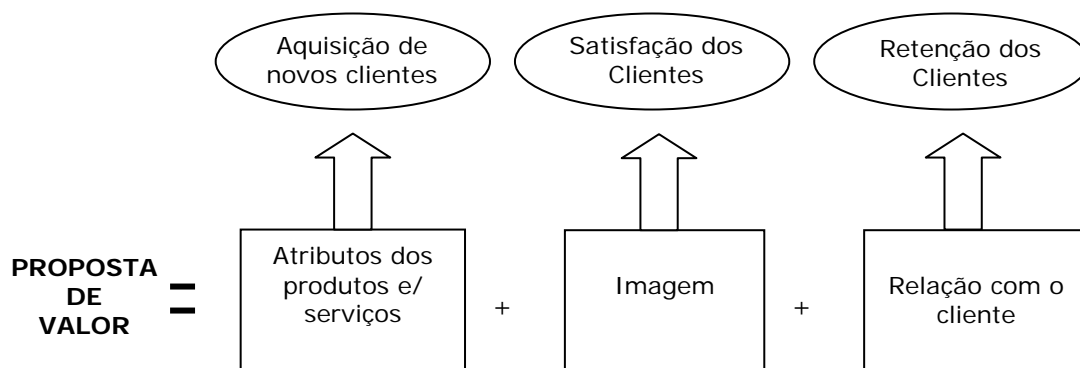 Aquisição de
novos clientes
Satisfação dos
Clientes
Retenção dos
Clientes
PROPOSTA
DE
VALOR
=
Atributos dos
produtos e/
serviços
+
Imagem
+
Relação com o
cliente